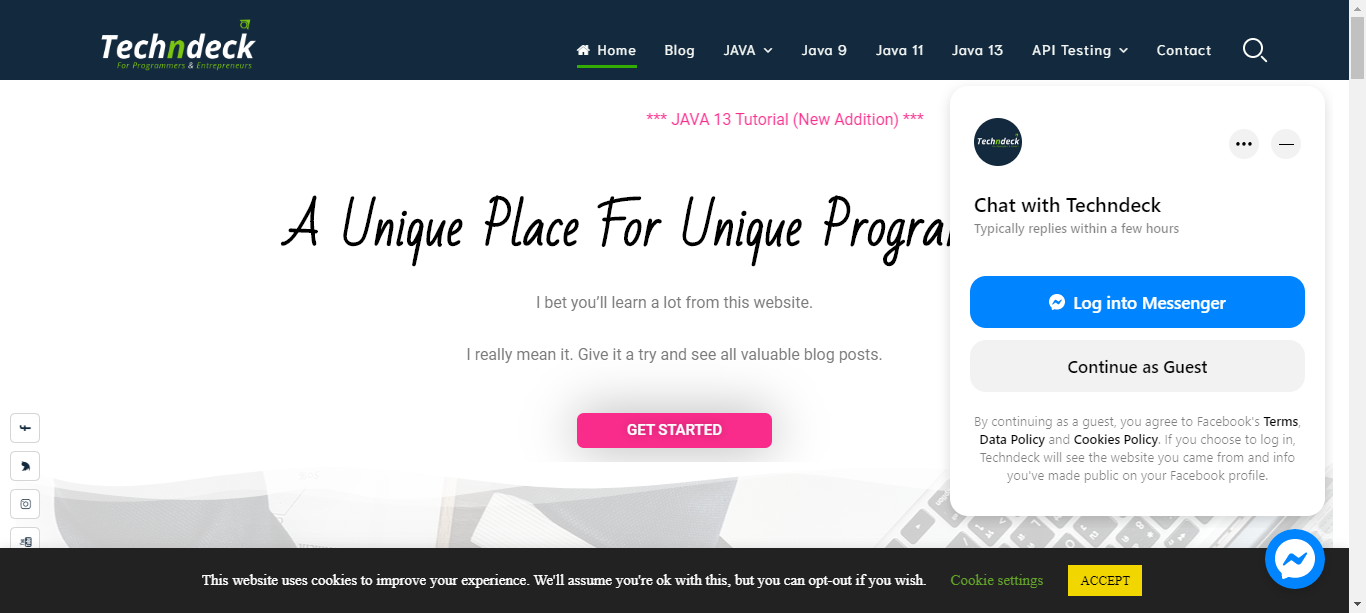 Techndeck
For Programmers & Entrepreneurs
Home
Blog
JAVA
Java 9
Java 11
Java 13
API Testing
Contact
*** JAVA 13 Tutorial (New Addition) ***
A Unique Place For Unique
I bet you'll learn a lot from this website.
I really mean it. Give it a try and see all valuable blog posts.
GET STARTED
Techndeck
Chat with Techndeck
Typically replies within a few hours
Log into Messenger
Continue as Guest
By continuing as a guest, you agree to Facebook's Terms,
Data Policy and Cookies Policy. If you choose to log in,
Techndeck will see the website you came from and info
you've made public on your Facebook profile.
This website uses cookies to improve your experience. We'll assume you're ok with this, but you can opt-out if you wish.
Cookie settings
ACCEPT